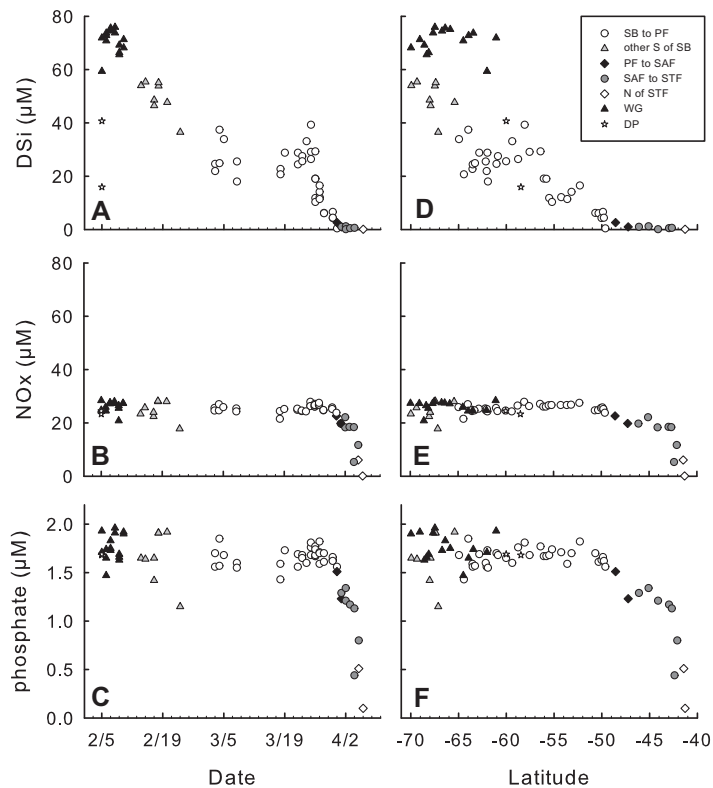 80
60
40
20
0
DSi (µM)
A
D
SB to PF
other S of SB
PF to SAF
SAF to STF
N of STF
WG
DP
80
60
40
20
0
NOx (µM)
B
E
2.0
1.5
1.0
0.5
0.0
phosphate (µM)
C
F
2/5 2/19 3/5 3/19 4/2
-70 -65 -60 -55 -50 -45 -40
Date
Latitude